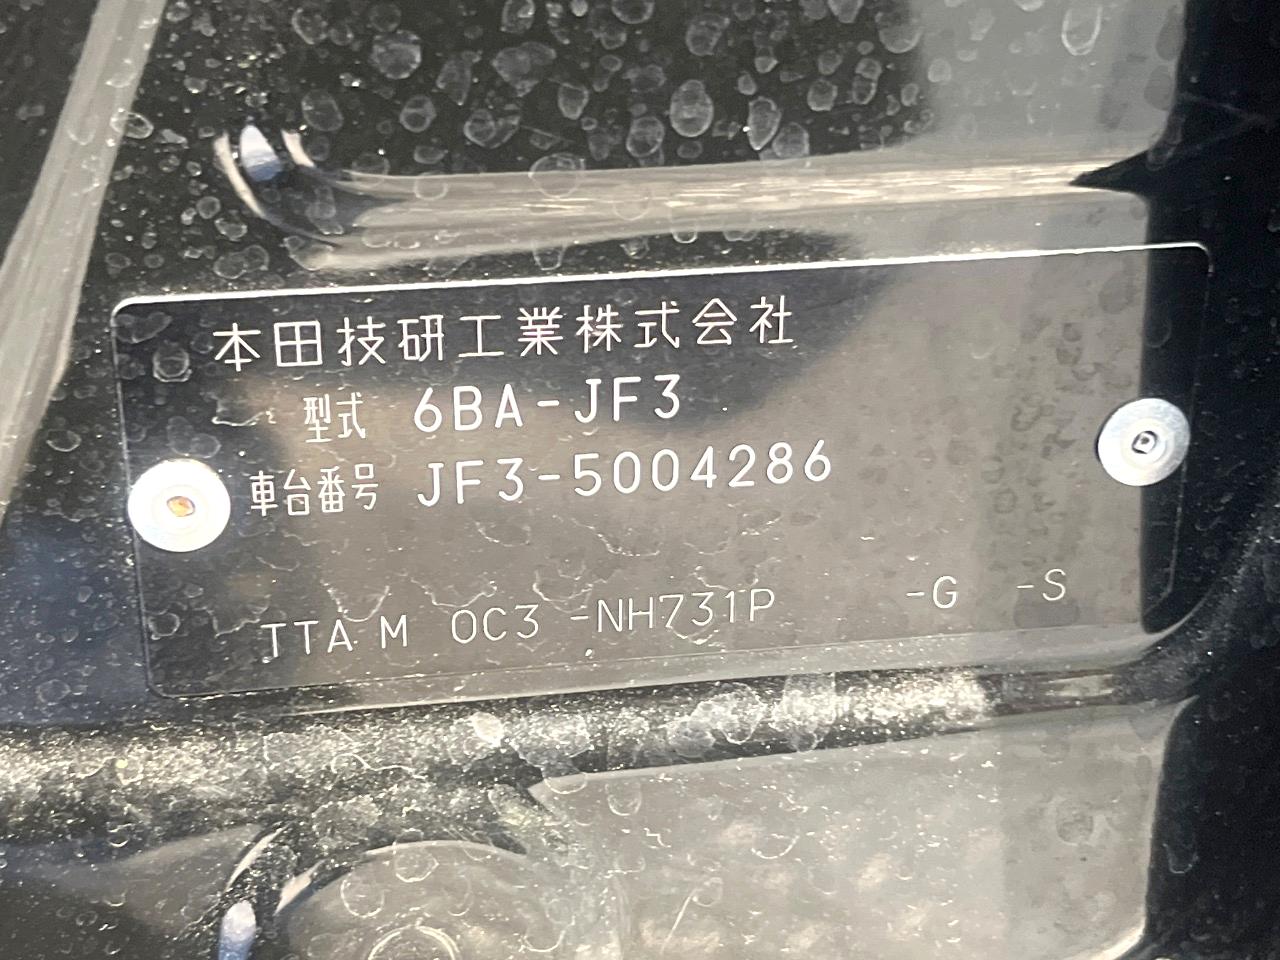 本田技研工業株式会社
型式 6BA-JF3
車台番号 JF3-5004286
TTA M 0C3 -NH731P -G -S